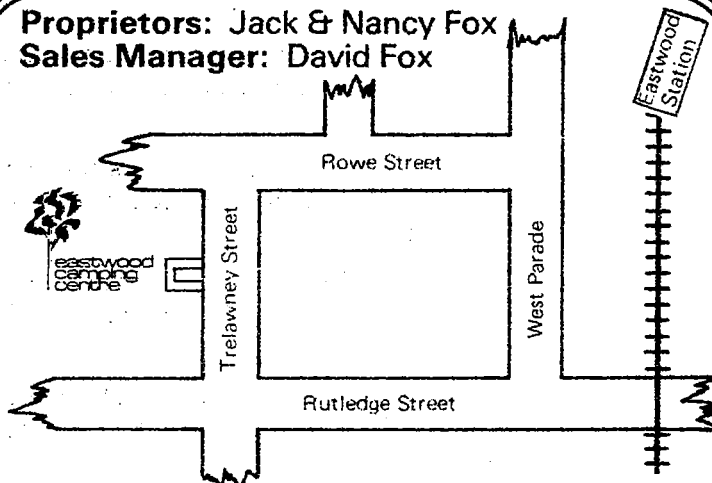 Proprietors: Jack & Nancy Fox
Sales Manager: David Fox
Eastwood
Station
Rowe Street
Trelawney Street
West Parade
eastwood
camping
centre
Rutledge Street